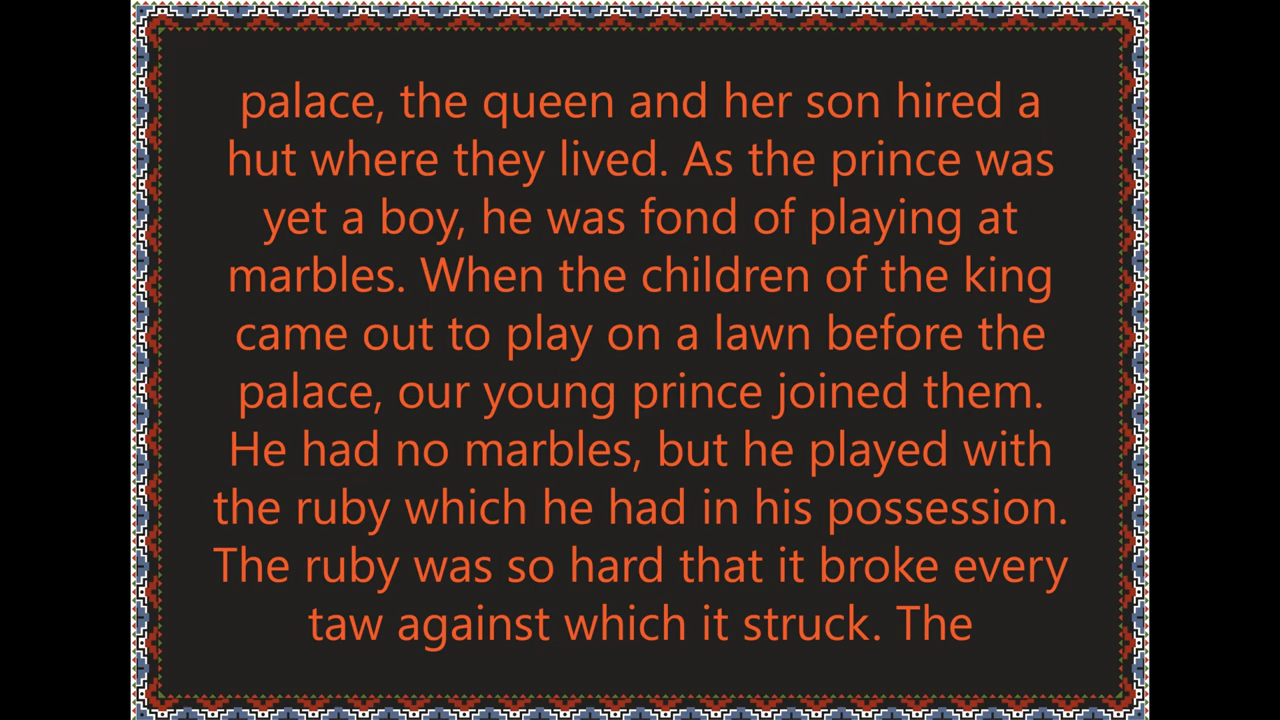 palace, the queen and her son hired a
hut where they lived. As the prince was
yet a boy, he was fond of playing at
marbles. When the children of the king
came out to play on a lawn before the
palace, our young prince joined them.
He had no marbles, but he played with
the ruby which he had in his possession.
The ruby was so hard that it broke every
taw against which it struck. The